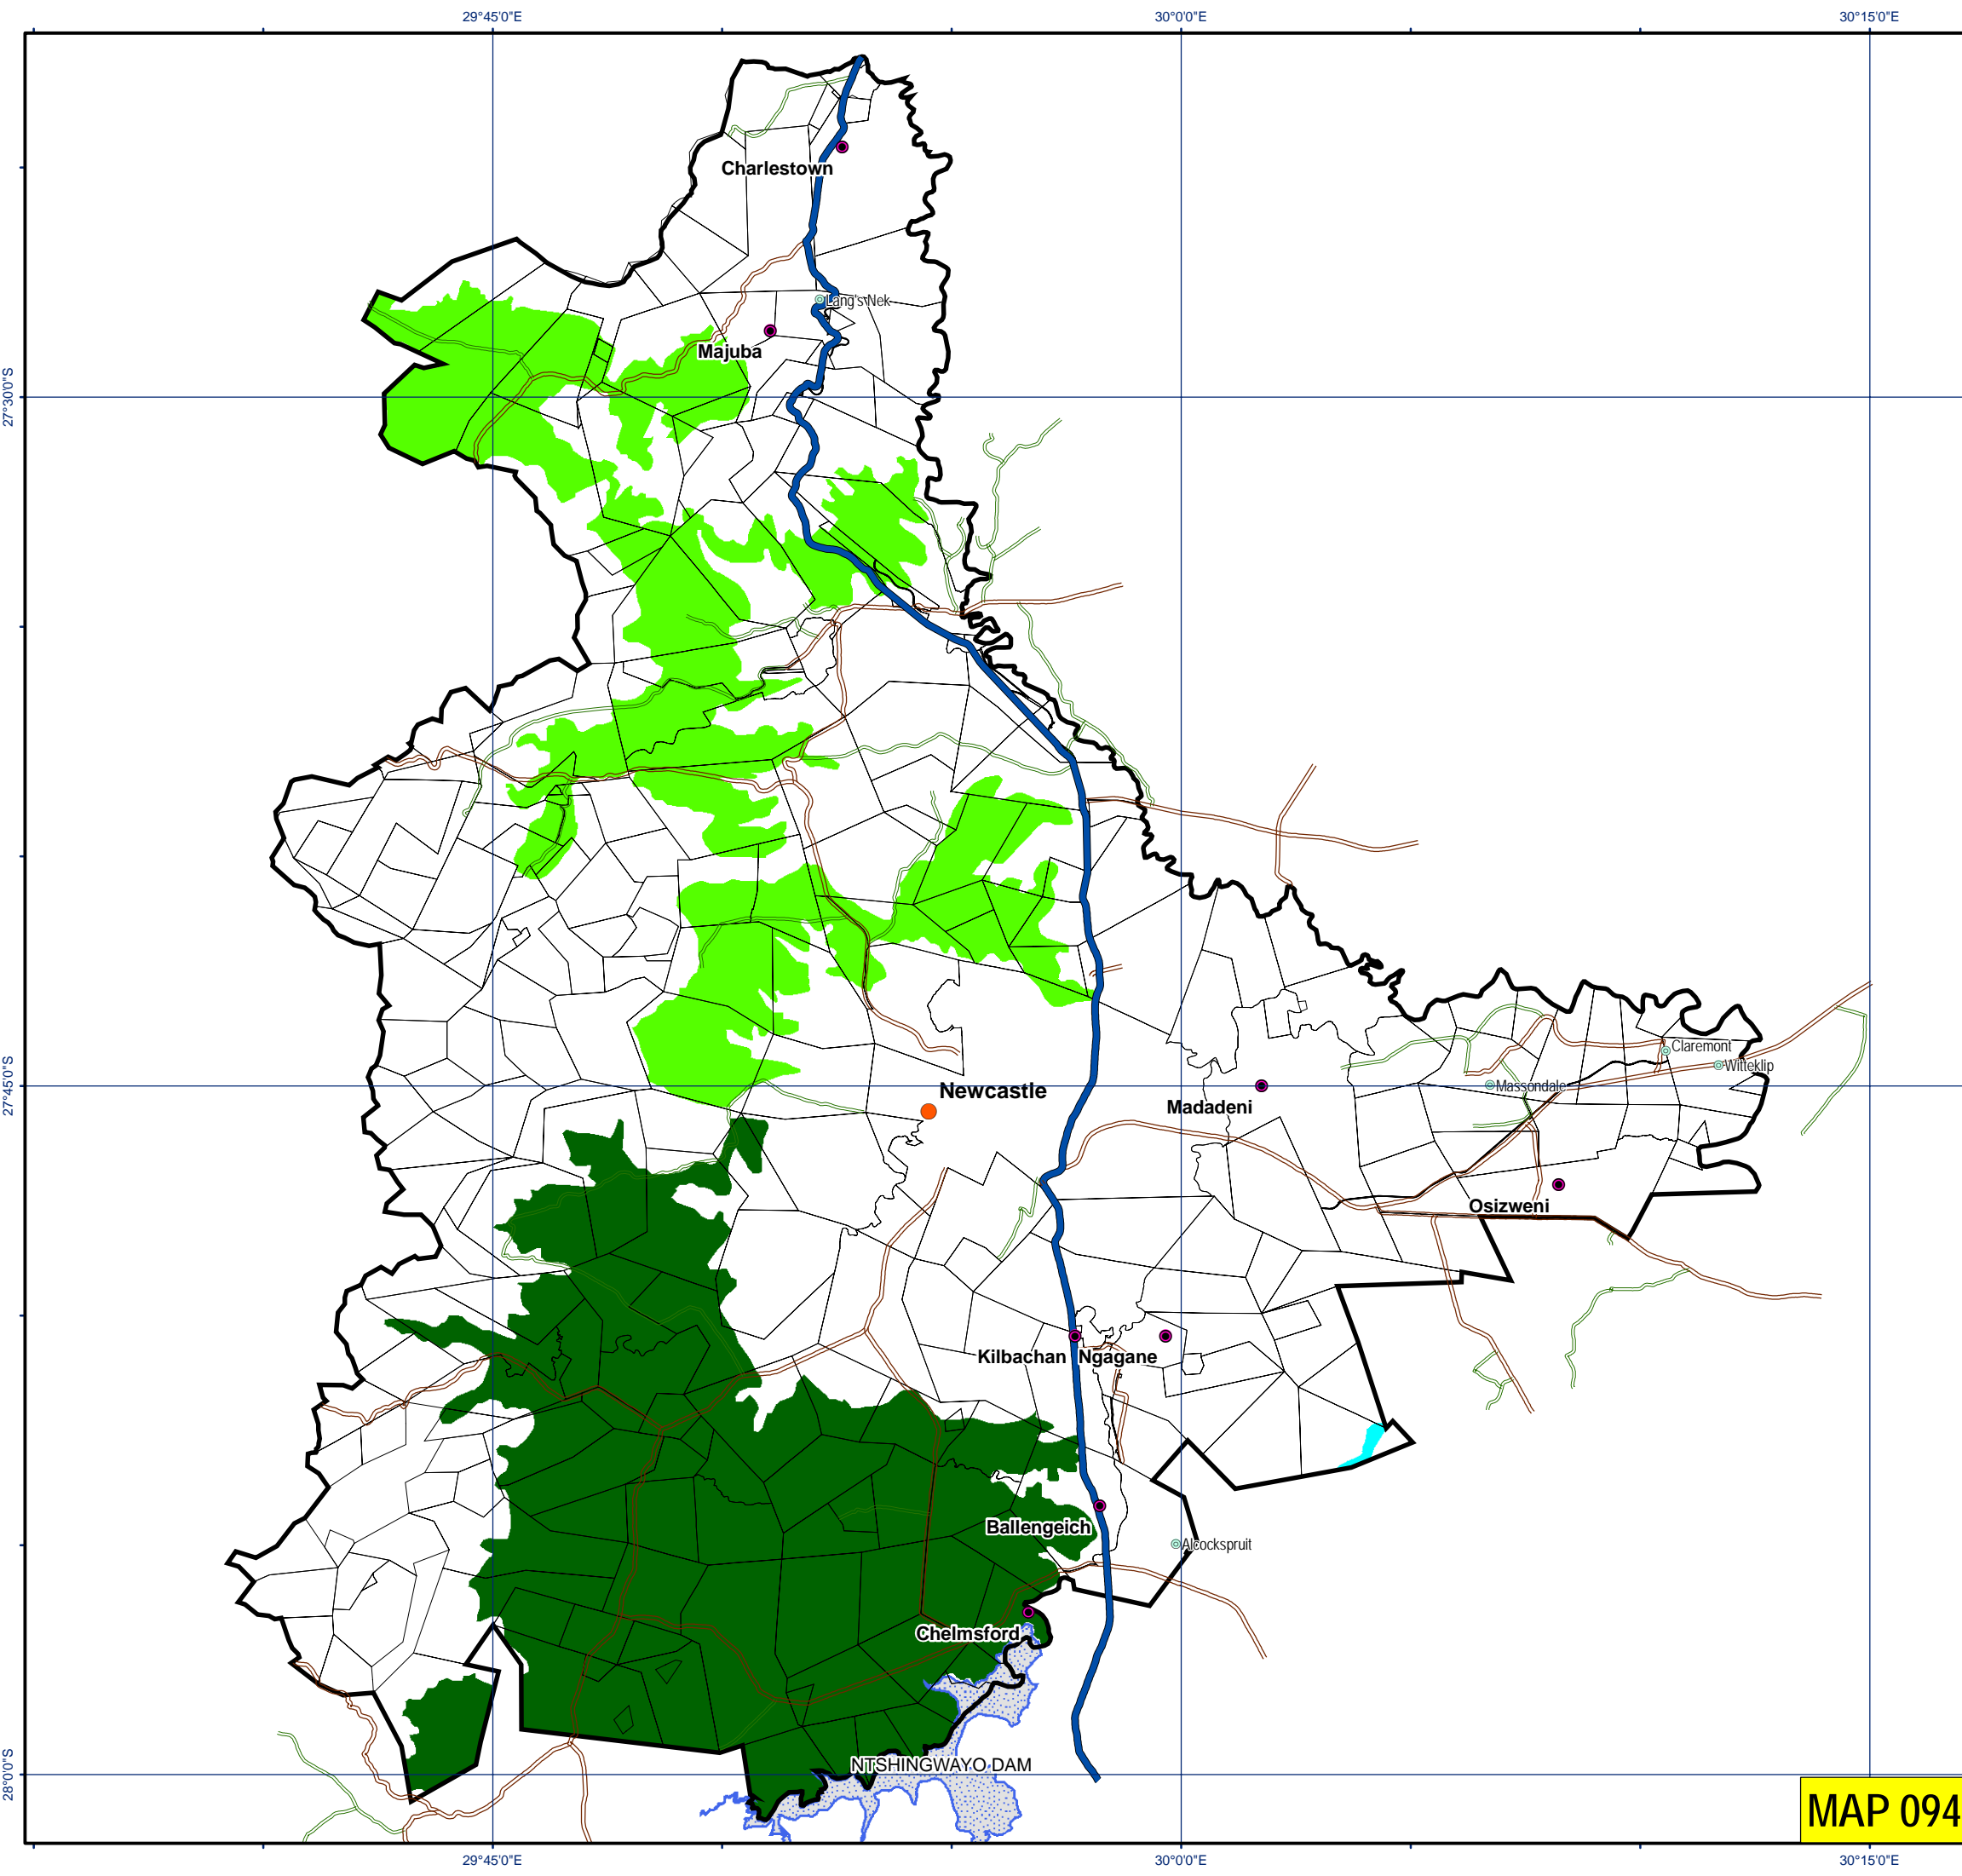 29°45'0"E
30°0'0"E
30°15'0"E
Charlestown
Lang's Nek
Majuba
27°30'0"S
Claremont
Witteklip
27°45'0"S
Massondale
Newcastle
Madadeni
Osizweni
Kilbachan
Ngagane
Ballengeich
Alcockspruit
Chelmsford
NTSHINGWAYO DAM
28°0'0"S
MAP 094
29°45'0"E
30°0'0"E
30°15'0"E